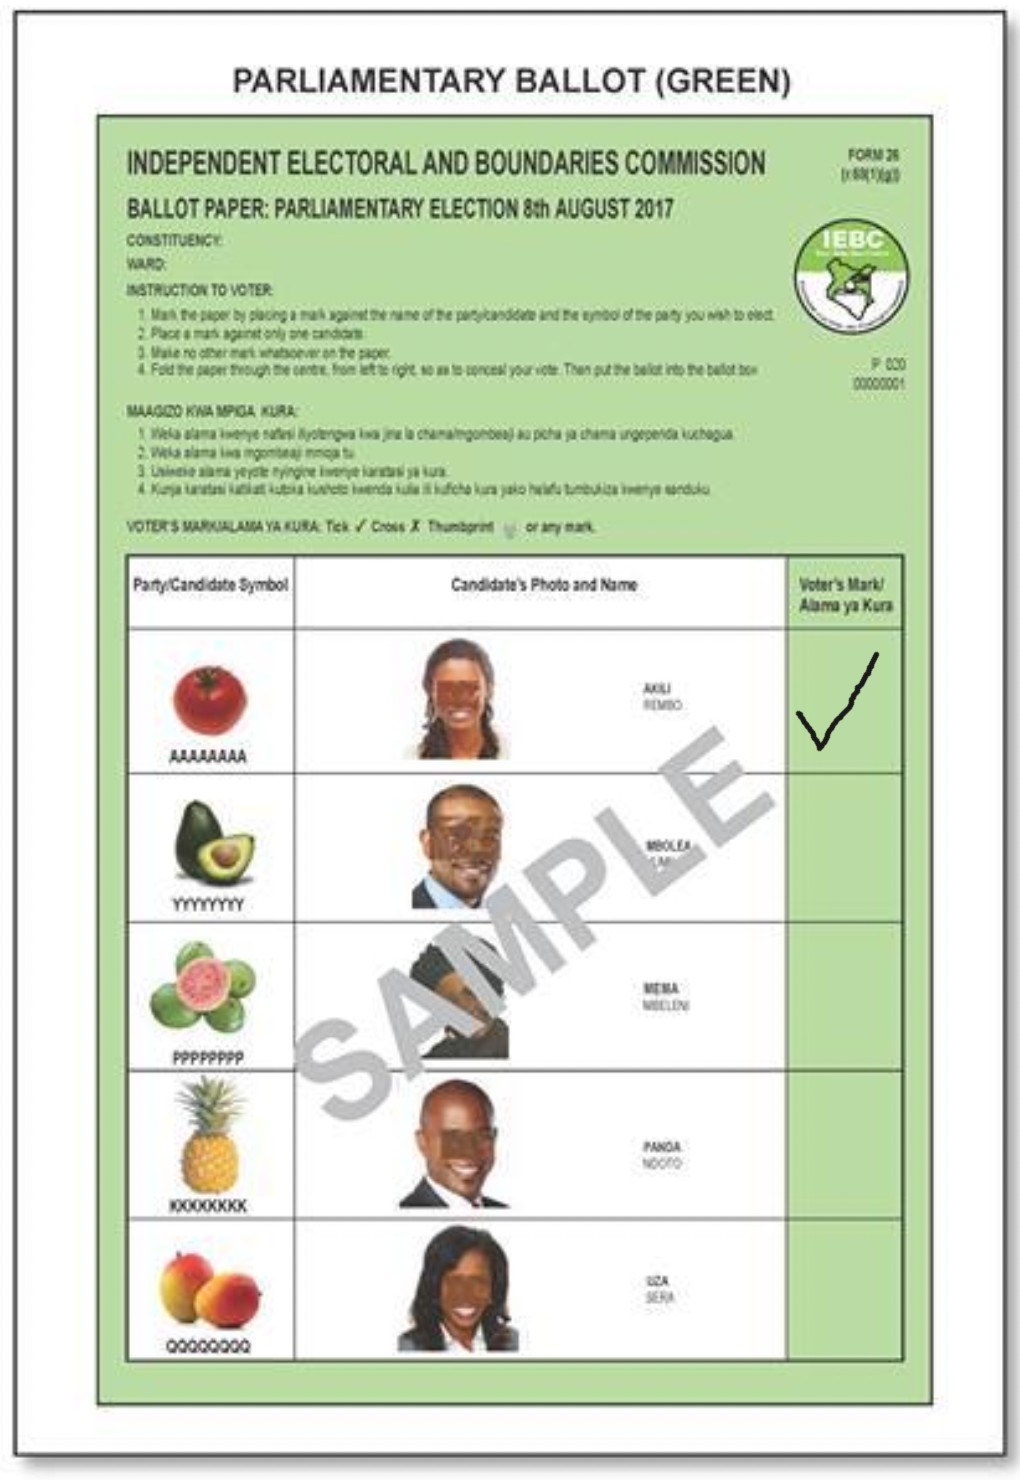 PARLIAMENTARY BALLOT (GREEN)
INDEPENDENT ELECTORAL AND BOUNDARIES COMMISSION
FORM 26
BALLOT PAPER: PARLIAMENTARY ELECTION 8th AUGUST 2017
CONSTITUENCY:
IEBC
WARD:
INSTRUCTION TO VOTER:
1. Mark the paper by placing a mark against the name of the party/candidate and the symbol of the party you wish to elect.
2. Place a mark against only one candidate.
3. Make no other mark whatsoever on the paper.
4. Fold the paper through the centre, from left to right, so as to conceal your vote. Then put the ballot into the ballot box
P 020
00000001
MAAGIZO KWA MPIGA KURA:
1. Weka alama kwenye nafasi iliyotengwa kwa jina la chama/mgombeaji au picha ya chama ungependa kuchagua.
2. Weka alama kwa mgombeaji mmoja tu.
3. Usiweke alama yeyote nyingine kwenye karatasi ya kura.
4. Kunja karatasi katikati kutoka kushoto kwenda kulia ili kuficha kura yako halafu tumbukiza kwenye sanduku.
VOTER'S MARK/ALAMA YA KURA: Tick ✓ Cross ✗ Thumbprint or any mark.
Party/Candidate Symbol
Candidate's Photo and Name
Voter's Mark/
Alama ya Kura
AKILI
REMBO
AAAAAAAA
MBOLEA
YYYYYYYY
MEMA
MBELENI
PPPPPPPP
PANDA
NDOTO
KKKKKKKK
UZA
SERA
QQQQQQQQ
SAMPLE